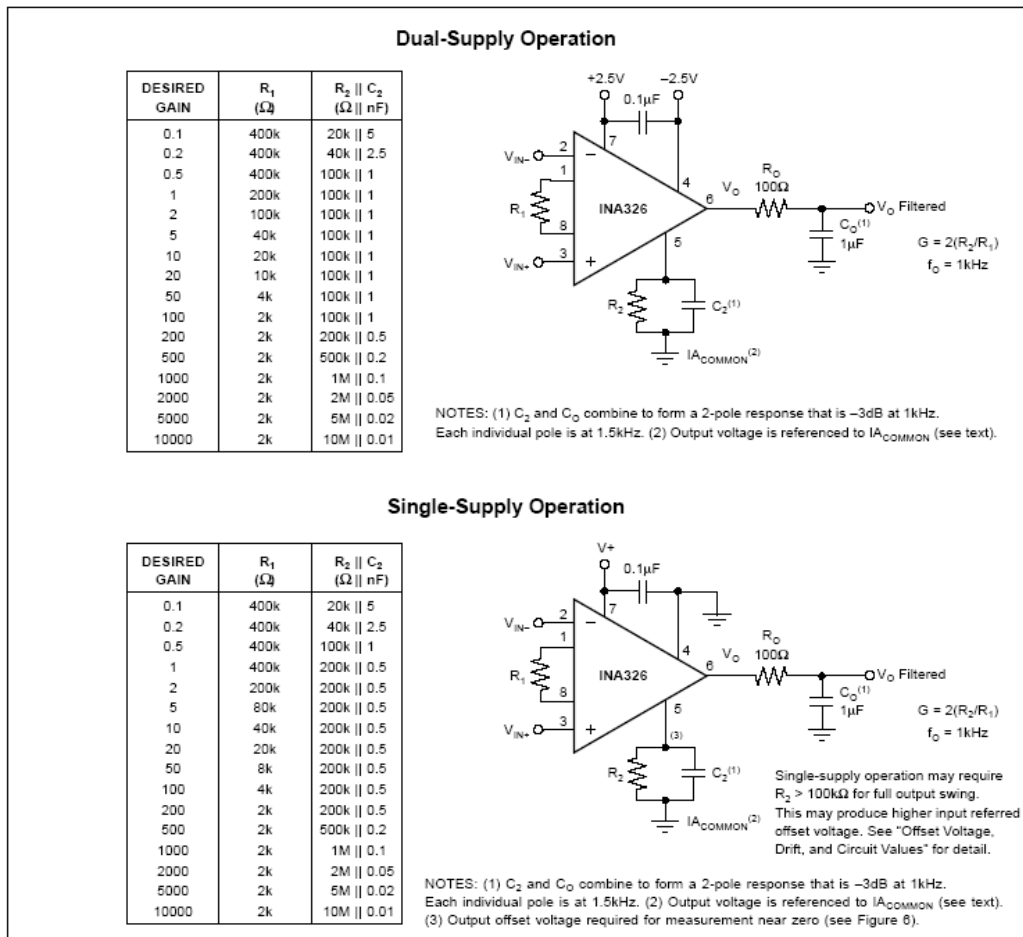 Dual-Supply Operation
DESIRED GAIN R1 (Ω) R2 || C2 (Ω || nF)
0.1 400k 20k || 5
0.2 400k 40k || 2.5
0.5 400k 100k || 1
1 200k 100k || 1
2 100k 100k || 1
5 40k 100k || 1
10 20k 100k || 1
20 10k 100k || 1
50 4k 100k || 1
100 2k 100k || 1
200 2k 200k || 0.5
500 2k 500k || 0.2
1000 2k 1M || 0.1
2000 2k 2M || 0.05
5000 2k 5M || 0.02
10000 2k 10M || 0.01
+2.5V –2.5V
0.1µF
7
VIN– 2 –
1
4
R1
INA326
6 VO
RO
100Ω
VO Filtered
8
5
CO(1)
1µF
VIN+ 3 +
G = 2(R2/R1)
fO = 1kHz
R2 C2(1)
IACOMMON(2)
NOTES: (1) C2 and CO combine to form a 2-pole response that is –3dB at 1kHz.
Each individual pole is at 1.5kHz. (2) Output voltage is referenced to IACOMMON (see text).
Single-Supply Operation
DESIRED GAIN R1 (Ω) R2 || C2 (Ω || nF)
0.1 400k 20k || 5
0.2 400k 40k || 2.5
0.5 400k 100k || 1
1 400k 200k || 0.5
2 200k 200k || 0.5
5 80k 200k || 0.5
10 40k 200k || 0.5
20 20k 200k || 0.5
50 8k 200k || 0.5
100 4k 200k || 0.5
200 2k 200k || 0.5
500 2k 500k || 0.2
1000 2k 1M || 0.1
2000 2k 2M || 0.05
5000 2k 5M || 0.02
10000 2k 10M || 0.01
V+
0.1µF
7
VIN– 2 –
1
4
R1
INA326
6 VO
RO
100Ω
VO Filtered
8
5
CO(1)
1µF
VIN+ 3 +
G = 2(R2/R1)
fO = 1kHz
(3)
R2 C2(1)
IACOMMON(2)
Single-supply operation may require
R2 > 100kΩ for full output swing.
This may produce higher input referred
offset voltage. See "Offset Voltage,
Drift, and Circuit Values" for detail.
NOTES: (1) C2 and CO combine to form a 2-pole response that is –3dB at 1kHz.
Each individual pole is at 1.5kHz. (2) Output voltage is referenced to IACOMMON (see text).
(3) Output offset voltage required for measurement near zero (see Figure 6).